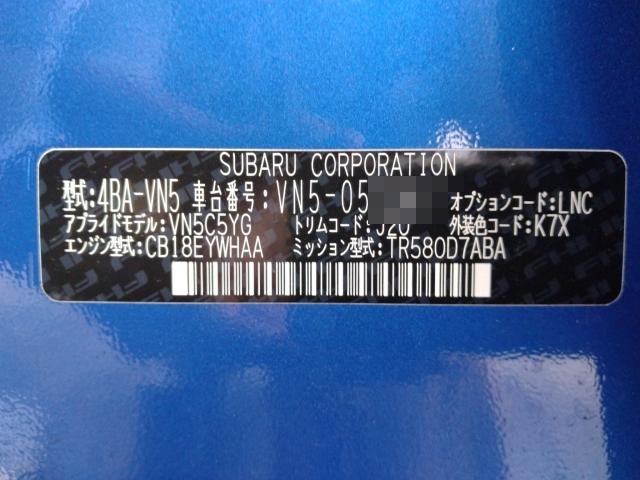 SUBARU CORPORATION
型式:4BA-VN5 車台番号:VN5-05 オプションコード:LNC
アプライドモデル:VN5C5YG トリムコード:J20 外装色コード:K7X
エンジン型式:CB18EYWHAA ミッション型式:TR580D7ABA